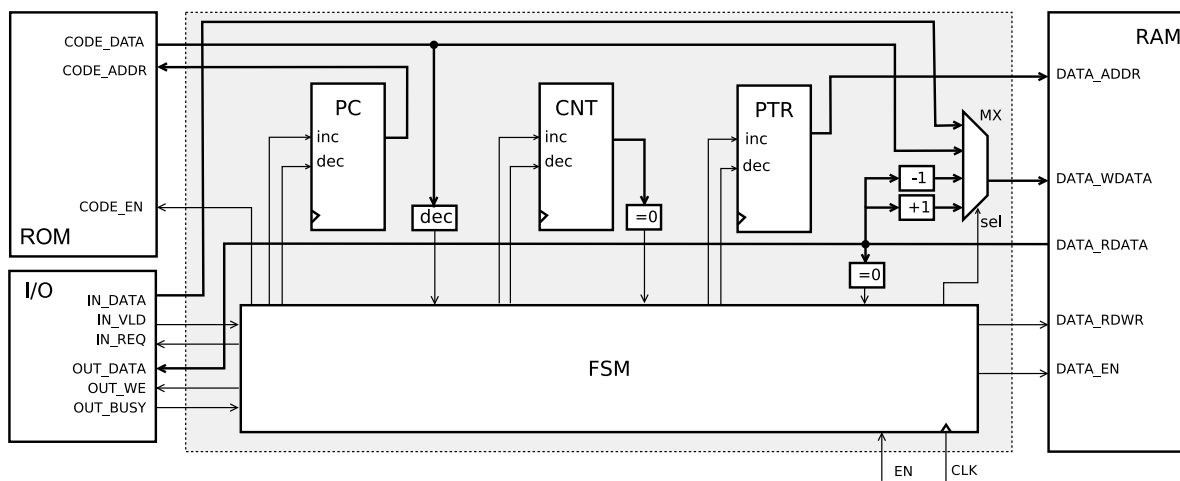 CODE_DATA
CODE_ADDR
CODE_EN
ROM
I/O
IN_DATA
IN_VLD
IN_REQ
OUT_DATA
OUT_WE
OUT_BUSY
PC
inc
dec
dec
CNT
inc
dec
=0
PTR
inc
dec
MX
-1
+1
sel
=0
FSM
EN
CLK
RAM
DATA_ADDR
DATA_WDATA
DATA_RDATA
DATA_RDWR
DATA_EN